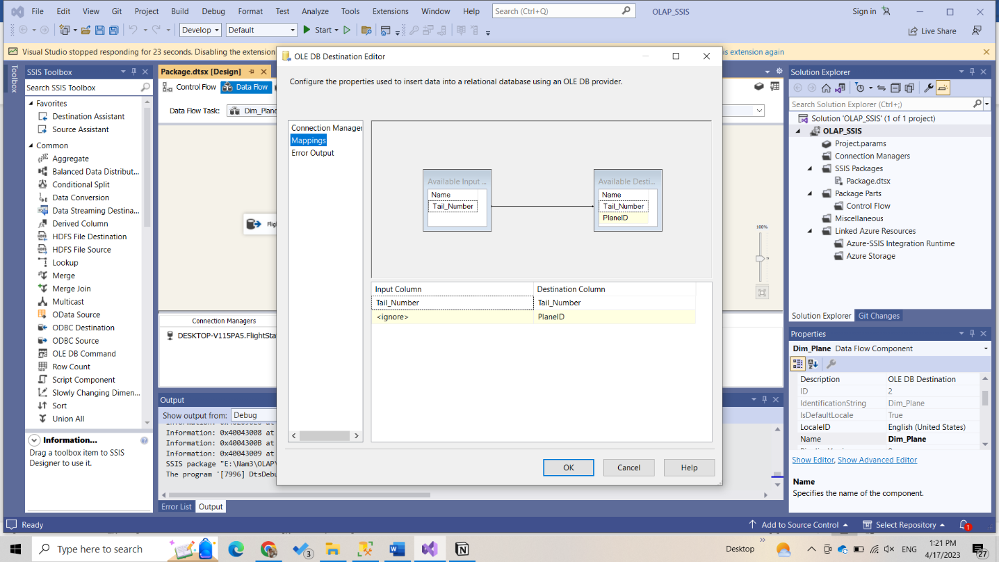 File Edit View Git Project Build Debug Design Format Test Analyze Tools Extensions Window Help Search (Ctrl+Q) OLAP_SSIS Sign in
Develop Default Start Live Share
Visual Studio stopped responding for 23 seconds. Disabling the extension is extension again
Toolbox
SSIS Toolbox
Search SSIS Toolbox
Favorites
Destination Assistant
Source Assistant
Common
Aggregate
Balanced Data Distribut...
Conditional Split
Data Conversion
Data Streaming Destina...
Derived Column
HDFS File Destination
HDFS File Source
Lookup
Merge
Merge Join
Multicast
OData Source
ODBC Destination
ODBC Source
OLE DB Command
Row Count
Script Component
Slowly Changing Dimen...
Sort
Union All
Information...
Drag a toolbox item to SSIS
Designer to use it.
Package.dtsx [Design]
Control Flow Data Flow
Data Flow Task: Dim_Plane
Fligh
100%
Connection Managers
DESKTOP-V115PA5.FlightSta
Output
Show output from: Debug
Information: 0x40043008 at
Information: 0x4004300B at
Information: 0x40043009 at
SSIS package "E:\Nam3\OLAP\
The program '[7996] DtsDeb
Error List Output
OLE DB Destination Editor
Configure the properties used to insert data into a relational database using an OLE DB provider.
Connection Manager
Mappings
Error Output
Available Input ...
Name
Tail_Number
Available Desti...
Name
Tail_Number
PlaneID
Input Column Destination Column
Tail_Number Tail_Number
<ignore> PlaneID
OK Cancel Help
Solution Explorer
Search Solution Explorer (Ctrl+;)
Solution 'OLAP_SSIS' (1 of 1 project)
OLAP_SSIS
Project.params
Connection Managers
SSIS Packages
Package.dtsx
Package Parts
Control Flow
Miscellaneous
Linked Azure Resources
Azure-SSIS Integration Runtime
Azure Storage
Solution Explorer Git Changes
Properties
Dim_Plane Data Flow Component
Description OLE DB Destination
ID 2
IdentificationString Dim_Plane
IsDefaultLocale True
LocaleID English (United States)
Name Dim_Plane
Show Editor, Show Advanced Editor
Name
Specifies the name of the component.
Ready Add to Source Control Select Repository 1
Type here to search 3 Desktop ENG 1:21 PM
4/17/2023 27